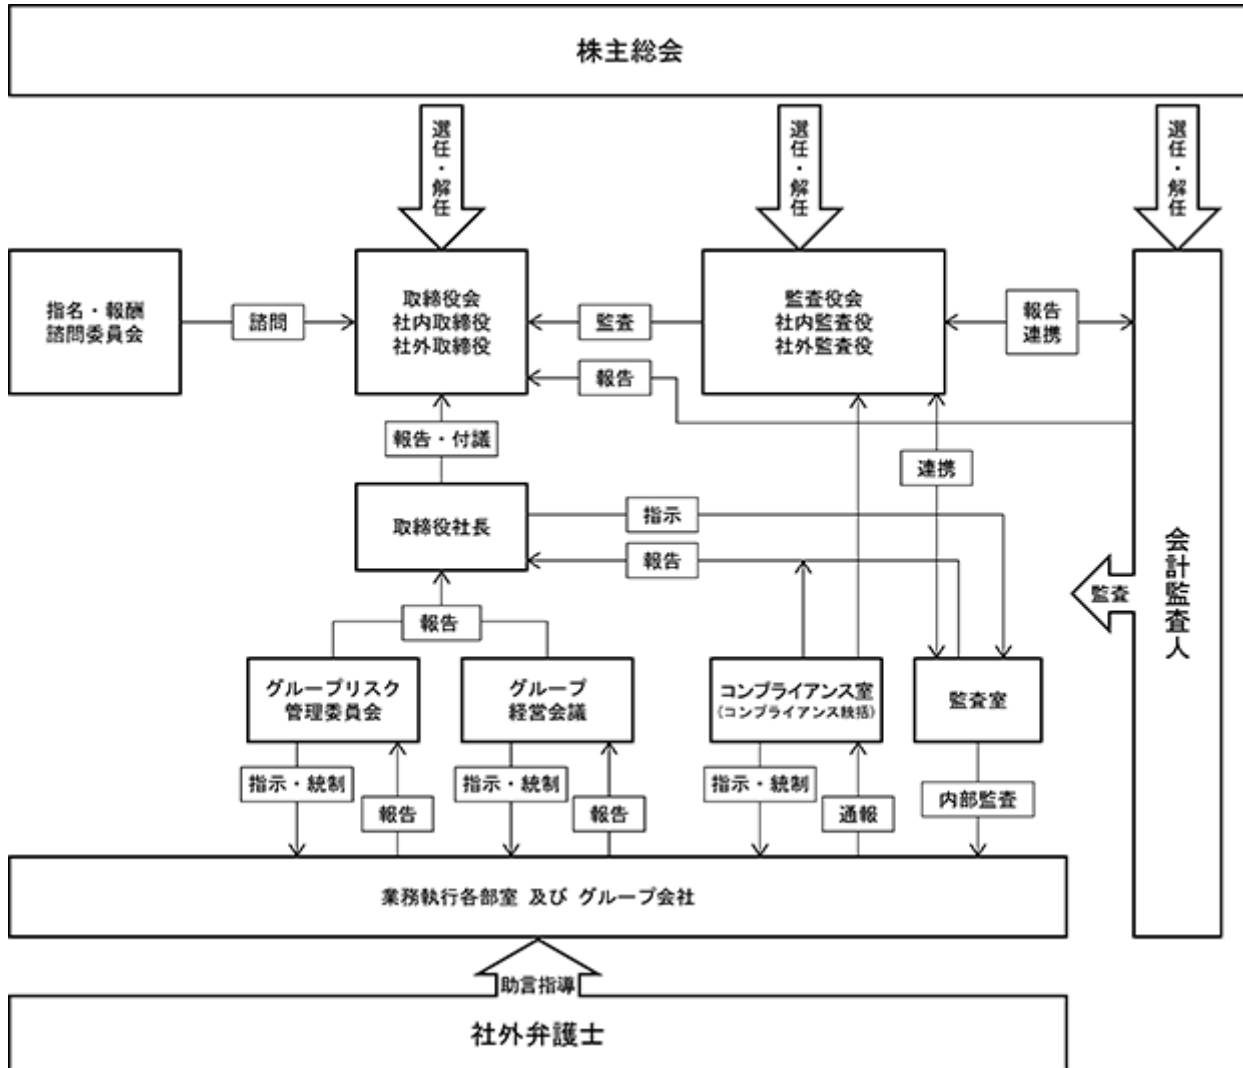 株主総会
選任・解任
選任・解任
選任・解任
指名・報酬
諮問委員会
諮問
取締役会
社内取締役
社外取締役
監査
監査役会
社内監査役
社外監査役
報告
連携
報告
報告・付議
連携
取締役社長
指示
報告
会計監査人
監査
報告
グループリスク
管理委員会
グループ
経営会議
コンプライアンス室
(コンプライアンス統括)
監査室
指示・統制
報告
指示・統制
報告
指示・統制
通報
内部監査
業務執行各部室 及び グループ会社
助言指導
社外弁護士